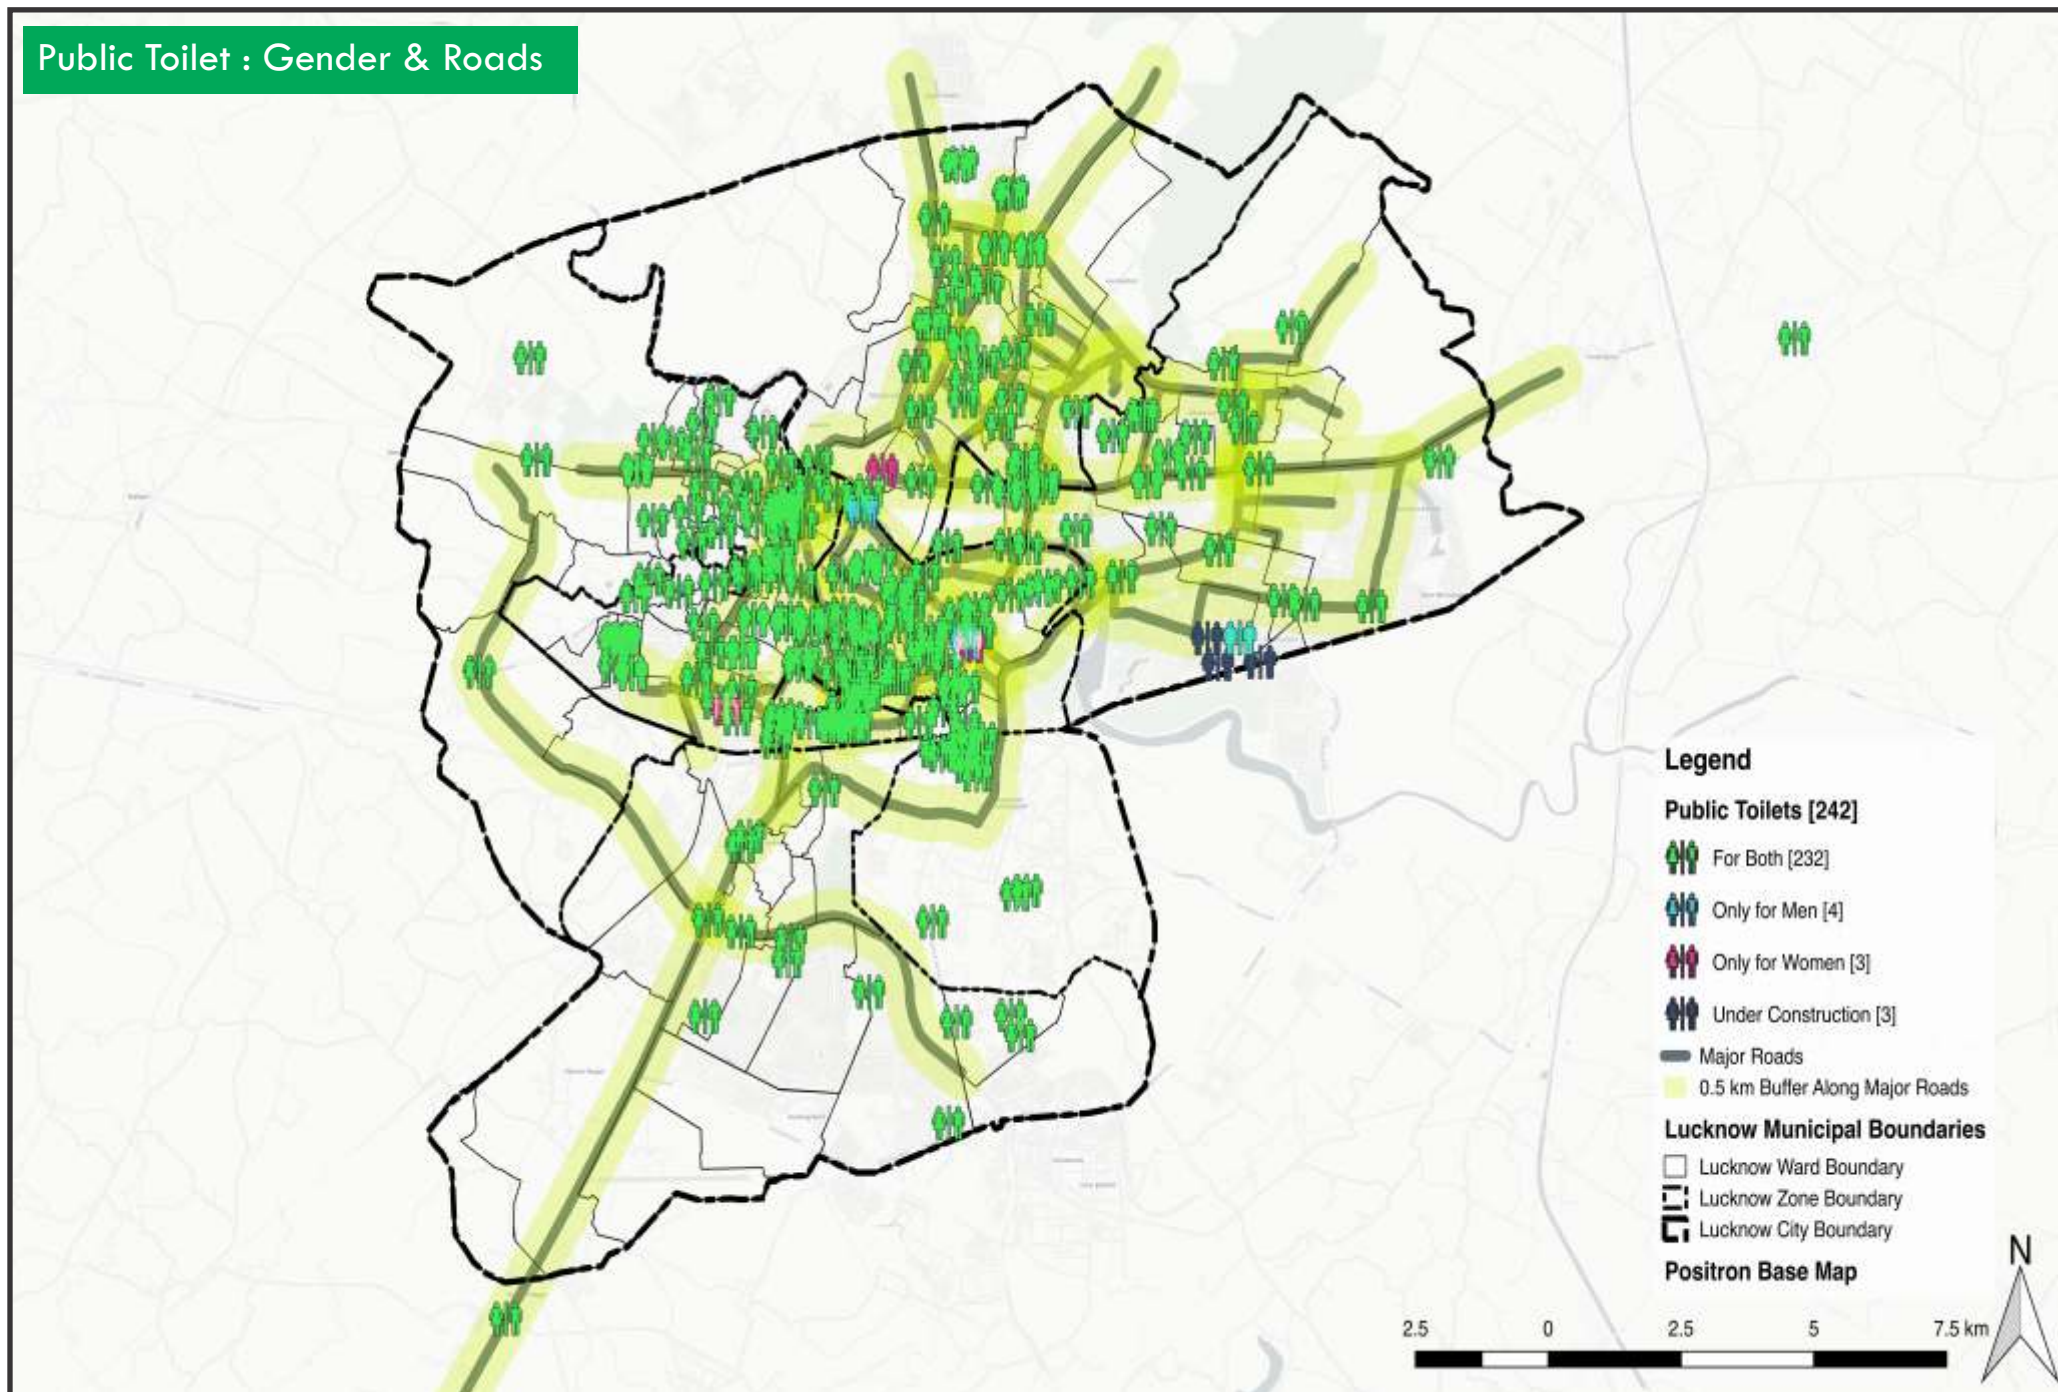 Public Toilet : Gender & Roads
Legend
Public Toilets [242]
For Both [232]
Only for Men [4]
Only for Women [3]
Under Construction [3]
Major Roads
0.5 km Buffer Along Major Roads
Lucknow Municipal Boundaries
Lucknow Ward Boundary
Lucknow Zone Boundary
Lucknow City Boundary
Positron Base Map
N
2.5 0 2.5 5 7.5 km